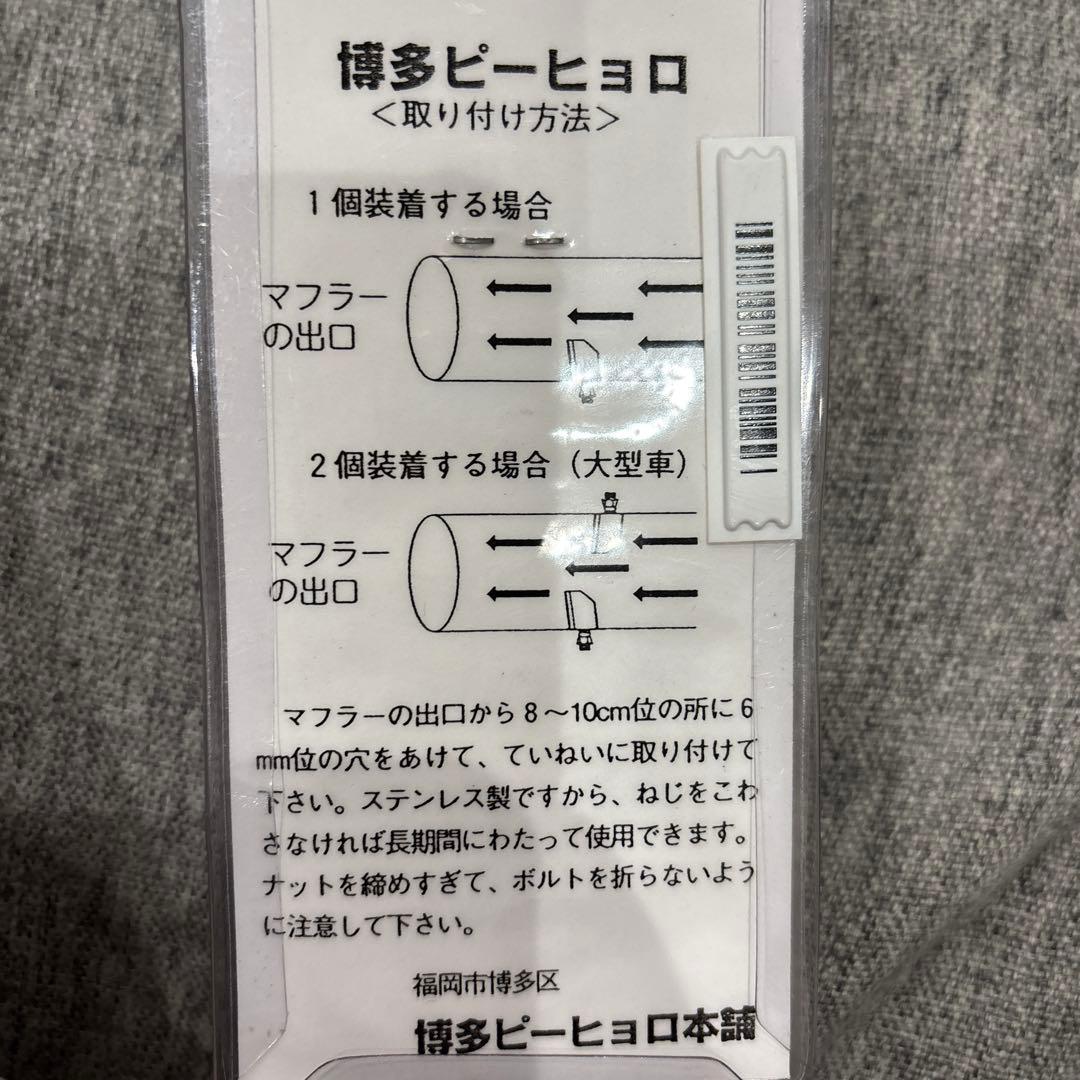 博多ピーヒョロ
＜取り付け方法＞
1個装着する場合
マフラー
の出口
2個装着する場合（大型車）
マフラー
の出口
マフラーの出口から8～10cm位の所に6
mm位の穴をあけて、ていねいに取り付けて
下さい。ステンレス製ですから、ねじをこわ
さなければ長期間にわたって使用できます。
ナットを締めすぎて、ボルトを折らないよう
に注意して下さい。
福岡市博多区
博多ピーヒョロ本舗